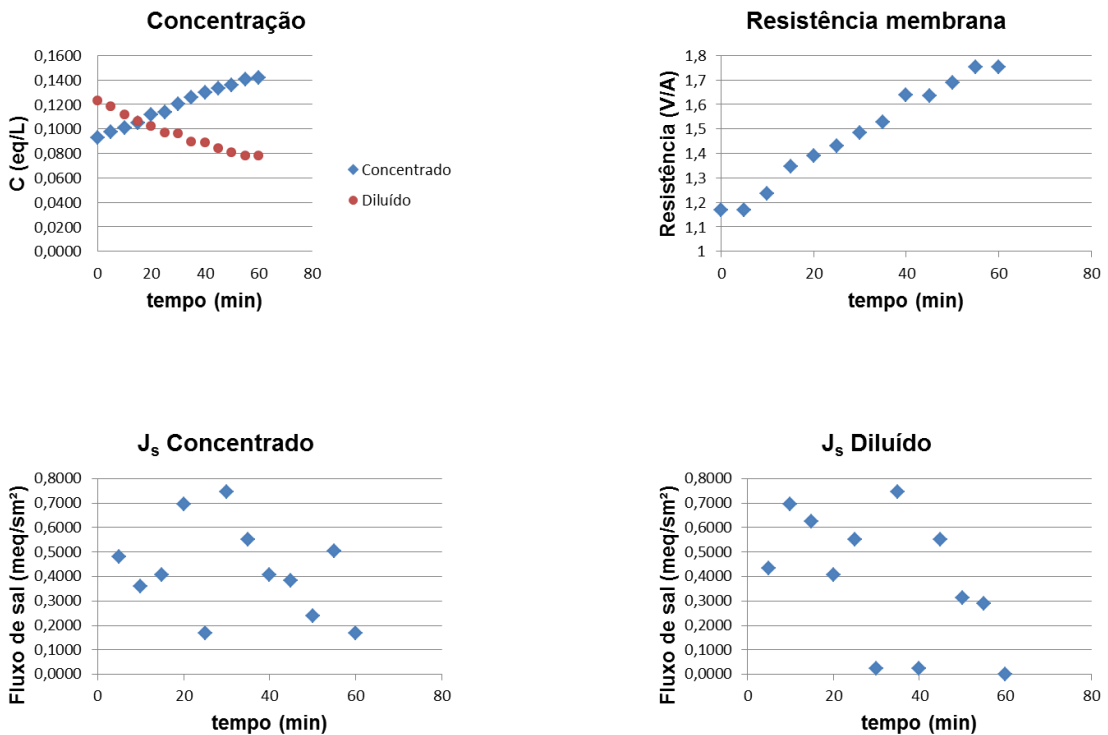 Concentração
0,1600
0,1400
0,1200
0,1000
0,0800
0,0600
0,0400
0,0200
0,0000
C (eq/L)
0 20 40 60 80
tempo (min)
Concentrado
Diluído
Resistência membrana
1,8
1,7
1,6
1,5
1,4
1,3
1,2
1,1
1
Resistência (V/A)
0 20 40 60 80
tempo (min)
Js Concentrado
0,8000
0,7000
0,6000
0,5000
0,4000
0,3000
0,2000
0,1000
0,0000
Fluxo de sal (meq/sm²)
0 20 40 60 80
tempo (min)
Js Diluído
0,8000
0,7000
0,6000
0,5000
0,4000
0,3000
0,2000
0,1000
0,0000
Fluxo de sal (meq/sm²)
0 20 40 60 80
tempo (min)